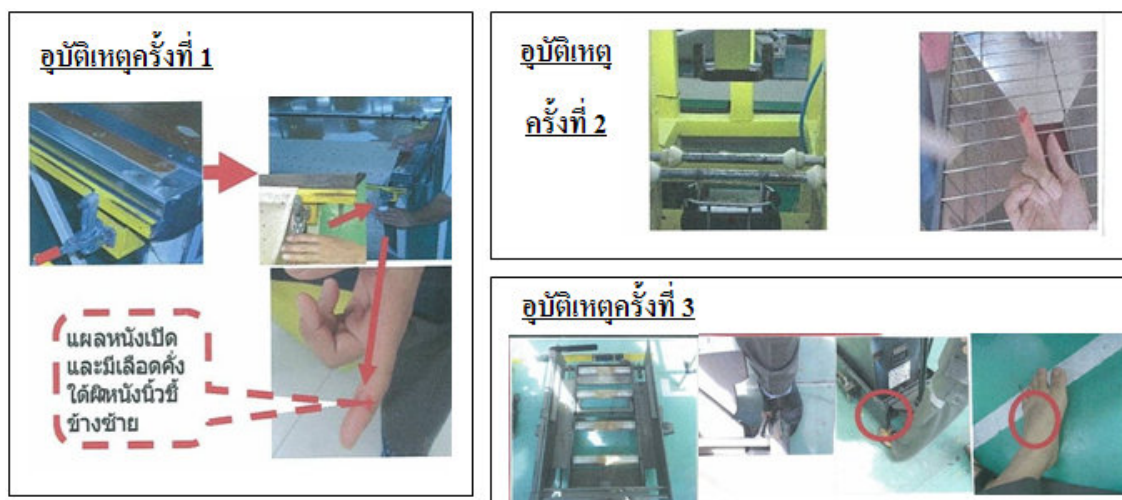 อุบัติเหตุครั้งที่ 1
แผลหนังเปิด
และมีเลือดคั่ง
ใต้ผิหนังนิ้วชี้
ข้างซ้าย
อุบัติเหตุ
ครั้งที่ 2
อุบัติเหตุครั้งที่ 3